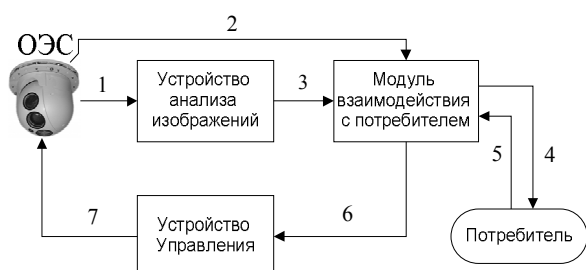 ОЭС
2
1
Устройство
анализа
изображений
3
Модуль
взаимодействия
с потребителем
5
4
7
Устройство
Управления
6
Потребитель